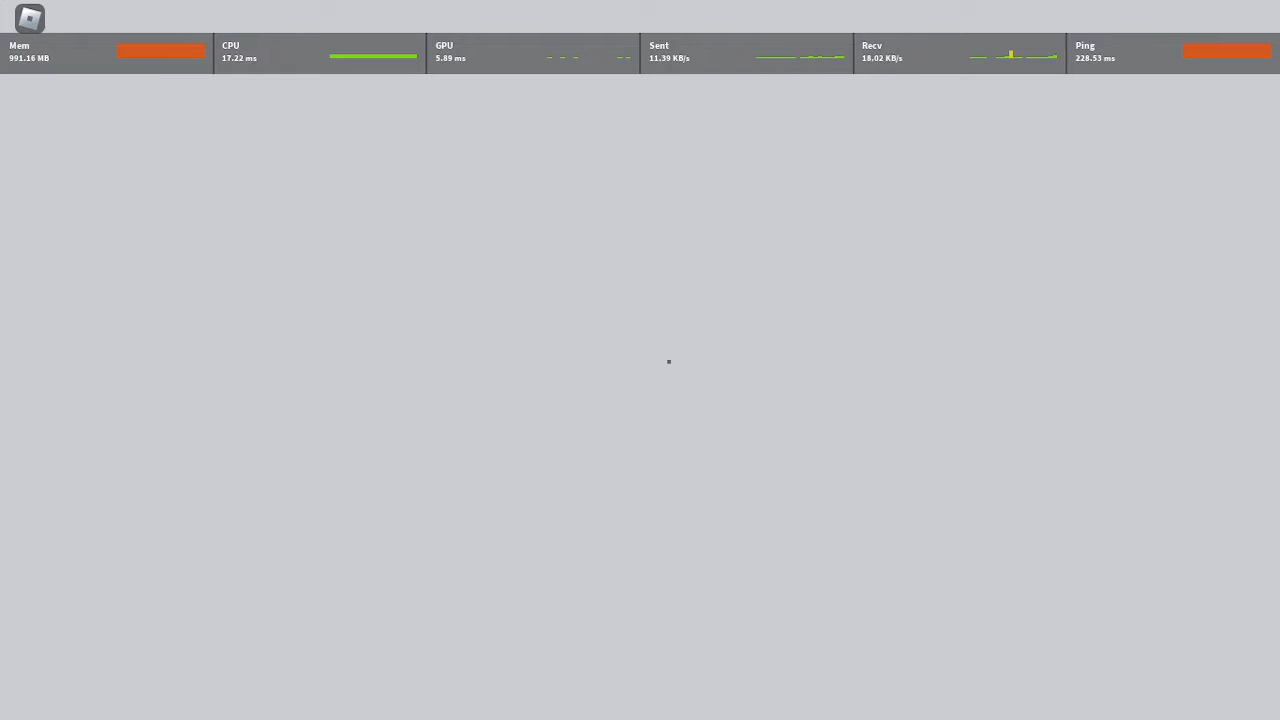 Mem CPU GPU Sent Recv Ping
991.16 MB 17.22 ms 5.89 ms 11.39 KB/s 18.02 KB/s 228.53 ms